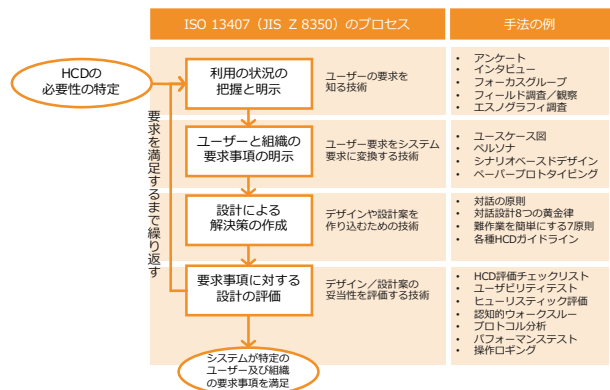 ISO 13407（JIS Z 8350）のプロセス
手法の例
HCDの
必要性の特定
利用の状況の
把握と明示
ユーザーの要求を
知る技術
• アンケート
• インタビュー
• フォーカスグループ
• フィールド調査／観察
• エスノグラフィ調査
ユーザーと組織の
要求事項の明示
ユーザー要求をシステム
要求に変換する技術
• ユースケース図
• ペルソナ
• シナリオベースドデザイン
• ペーパープロトタイピング
設計による
解決策の作成
デザインや設計案を
作り込むための技術
• 対話の原則
• 対話設計8つの黄金律
• 難作業を簡単にする7原則
• 各種HCDガイドライン
要求事項に対する
設計の評価
デザイン／設計案の
妥当性を評価する技術
• HCD評価チェックリスト
• ユーザビリティテスト
• ヒューリスティック評価
• 認知的ウォークスルー
• プロトコル分析
• パフォーマンステスト
• 操作ロギング
要求を満足するまで繰り返す
システムが特定の
ユーザー及び組織
の要求事項を満足